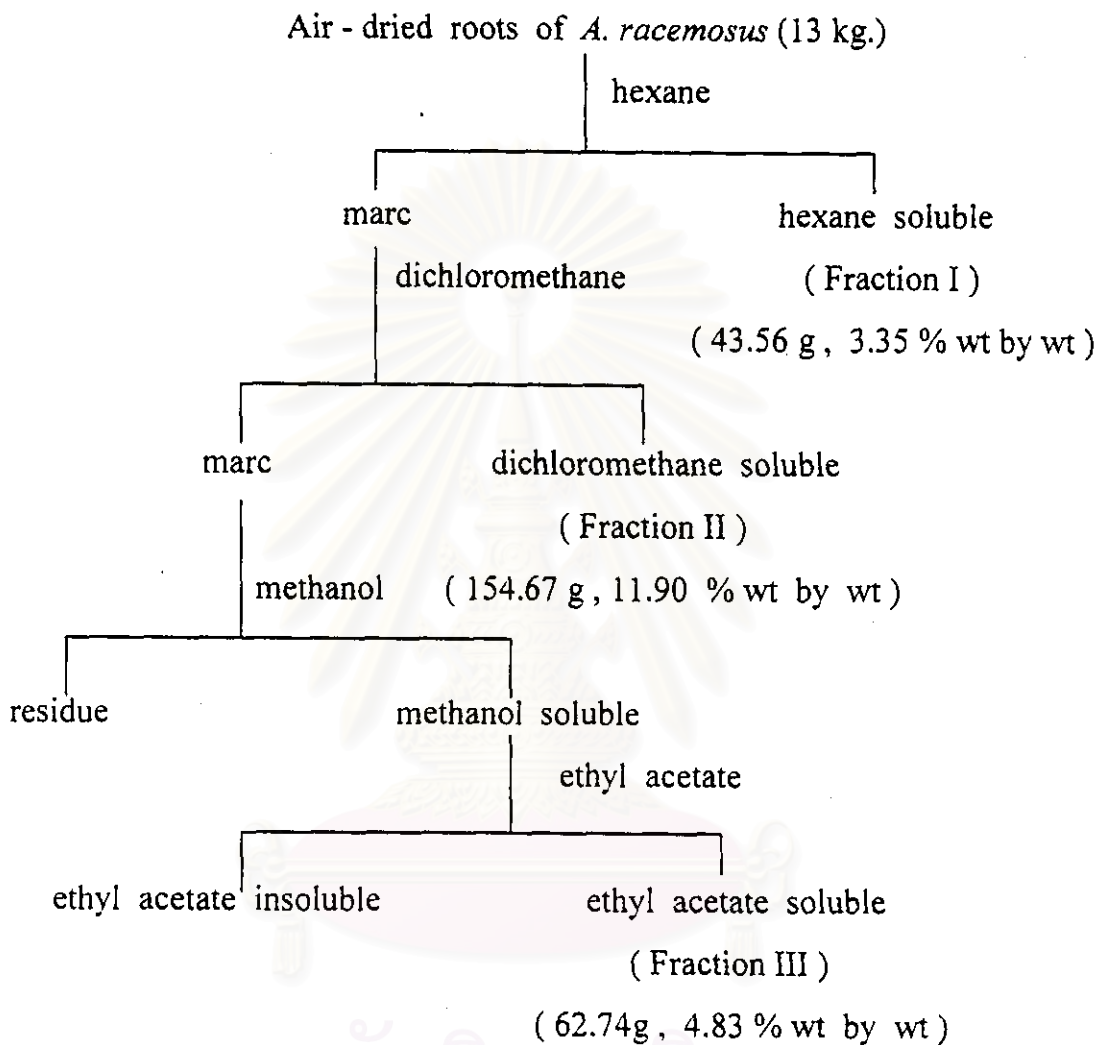 Air - dried roots of A. racemosus (13 kg.)
hexane
marc
hexane soluble
dichloromethane
( Fraction I )
( 43.56 g , 3.35 % wt by wt )
marc
dichloromethane soluble
( Fraction II )
methanol
( 154.67 g , 11.90 % wt by wt )
residue
methanol soluble
ethyl acetate
ethyl acetate insoluble
ethyl acetate soluble
( Fraction III )
( 62.74g , 4.83 % wt by wt )